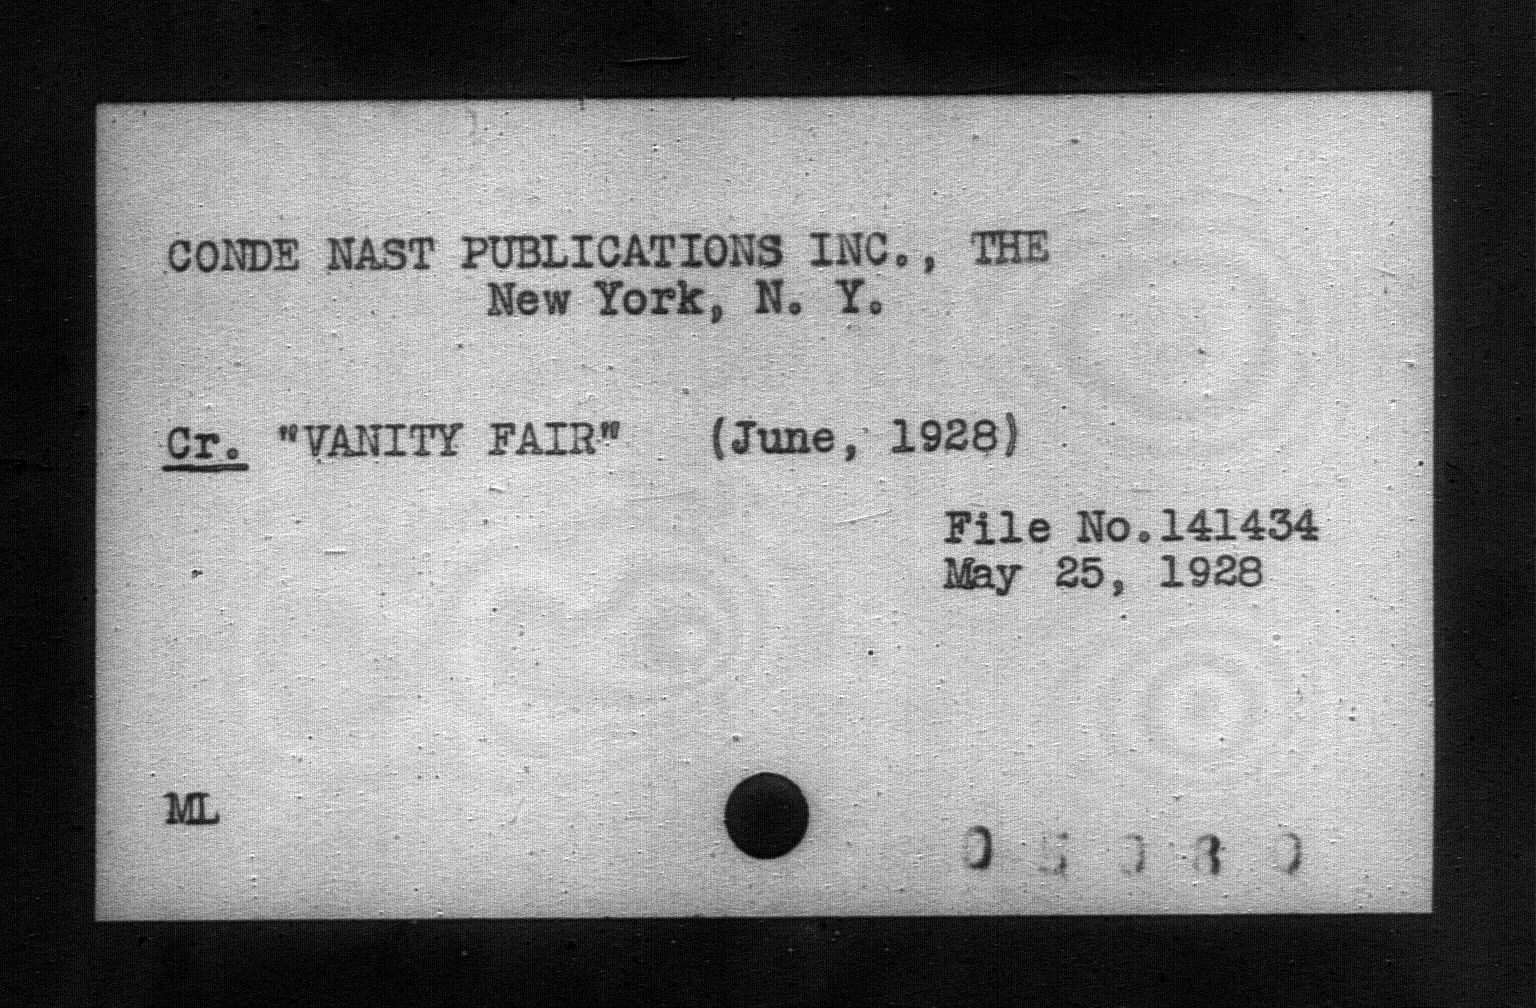 CONDE NAST PUBLICATIONS INC., THE
New York, N. Y.
Cr. "VANITY FAIR" (June, 1928)
File No.141434
May 25, 1928
ML